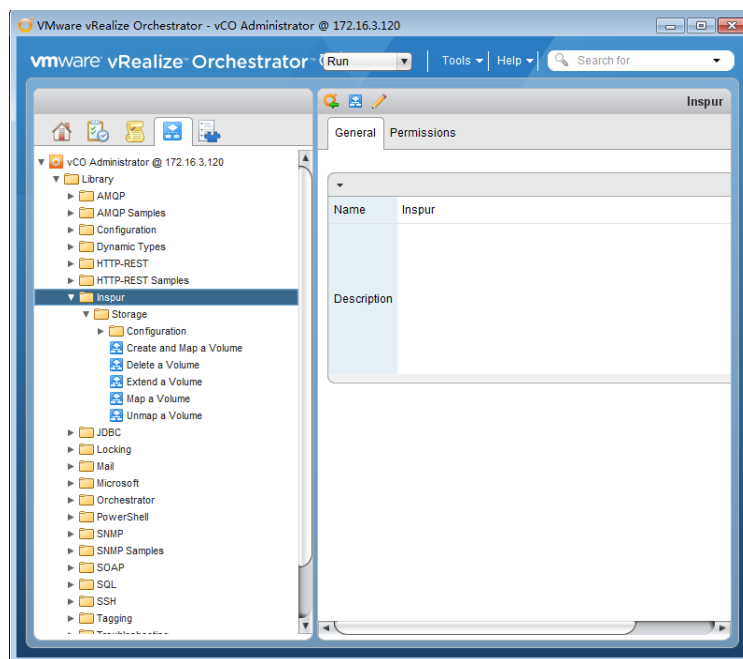 VMware vRealize Orchestrator - vCO Administrator @ 172.16.3.120
vmware vRealize Orchestrator
Run
Tools
Help
Search for
Inspur
General
Permissions
vCO Administrator @ 172.16.3.120
Library
AMQP
AMQP Samples
Configuration
Dynamic Types
HTTP-REST
HTTP-REST Samples
Inspur
Storage
Configuration
Create and Map a Volume
Delete a Volume
Extend a Volume
Map a Volume
Unmap a Volume
JDBC
Locking
Mail
Microsoft
Orchestrator
PowerShell
SNMP
SNMP Samples
SOAP
SQL
SSH
Tagging
Name
Inspur
Description